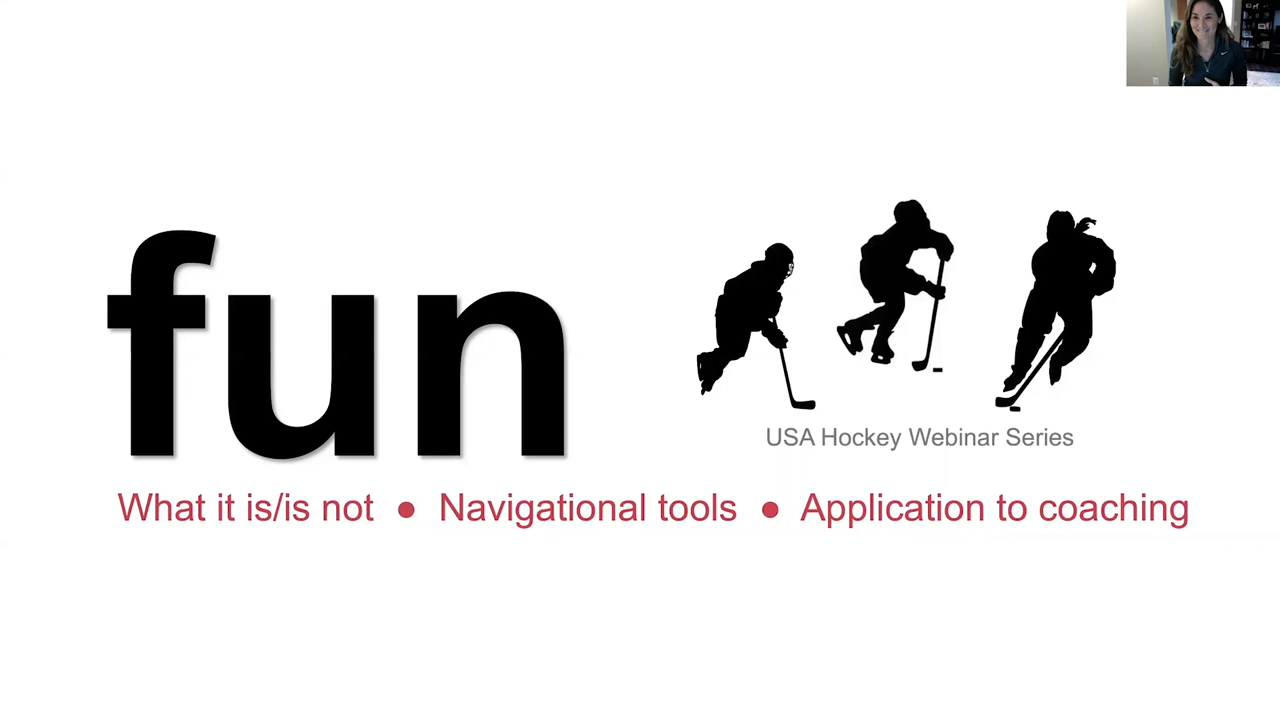 fun
USA Hockey Webinar Series
What it is/is not ● Navigational tools ● Application to coaching